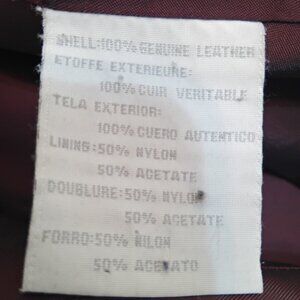 SHELL:100% GENUINE LEATHER
ETOFFE EXTERIEURE:
100% CUIR VERITABLE
TELA EXTERIOR:
100% CUERO AUTENTICO
LINING:50% NYLON
50% ACETATE
DOUBLURE:50% NYLON
50% ACETATE
FORRO:50% NILON
50% ACETATO